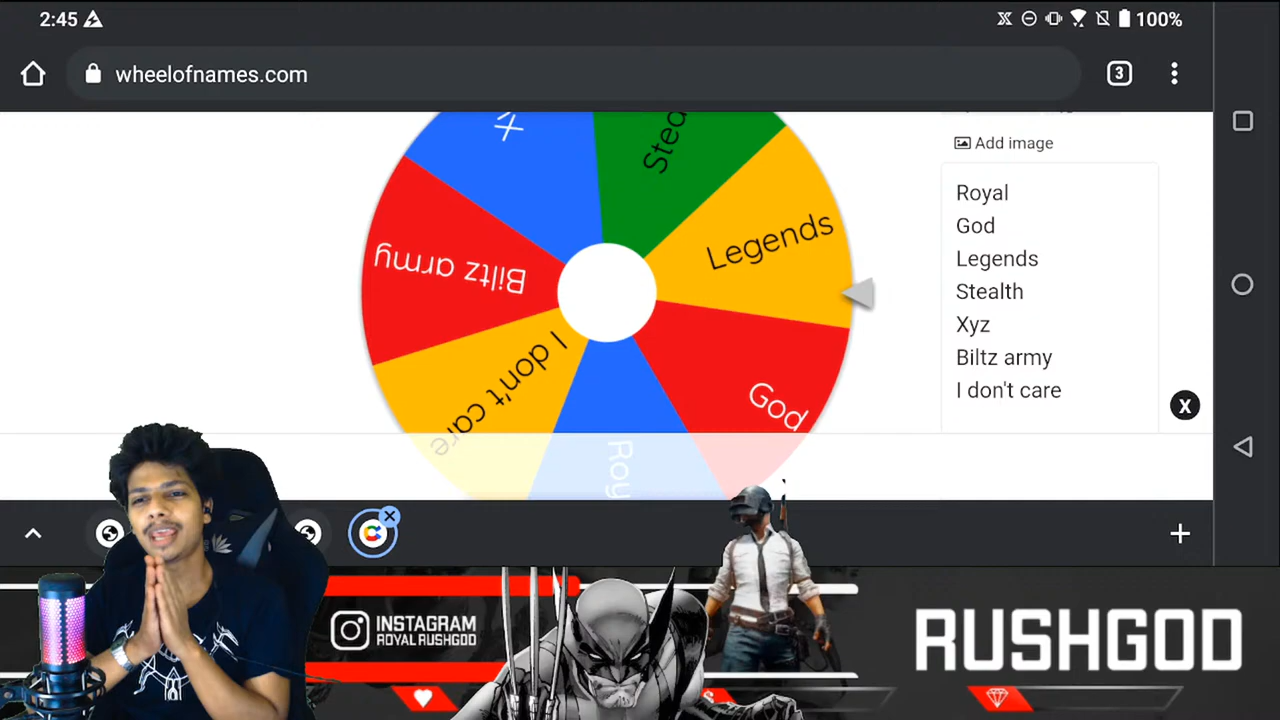 2:45
100%
wheelofnames.com
3
Add image
Royal
God
Legends
Stealth
Xyz
Biltz army
I don't care
X
Legends
God
Biltz army
I don't care
INSTAGRAM
ROYAL RUSHGOD
RUSHGOD